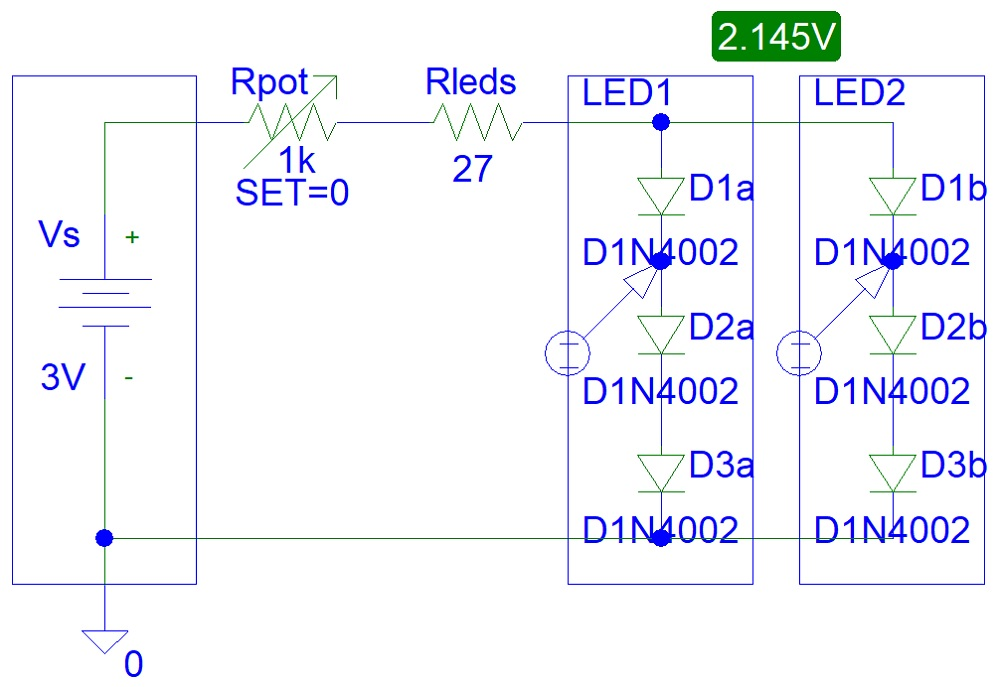 2.145V
Rpot
Rleds
LED1
LED2
1k
27
SET=0
D1a
D1b
Vs
+
D1N4002
D1N4002
D2a
D2b
3V
-
D1N4002
D1N4002
D3a
D3b
D1N4002
D1N4002
0